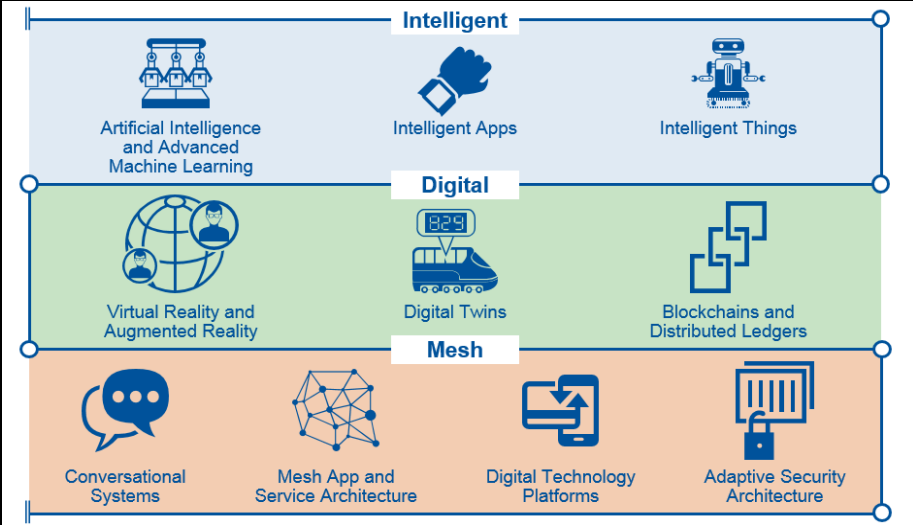 Intelligent
Artificial Intelligence
and Advanced
Machine Learning
Intelligent Apps
Intelligent Things
Digital
829
Virtual Reality and
Augmented Reality
Digital Twins
Blockchains and
Distributed Ledgers
Mesh
Conversational
Systems
Mesh App and
Service Architecture
Digital Technology
Platforms
Adaptive Security
Architecture